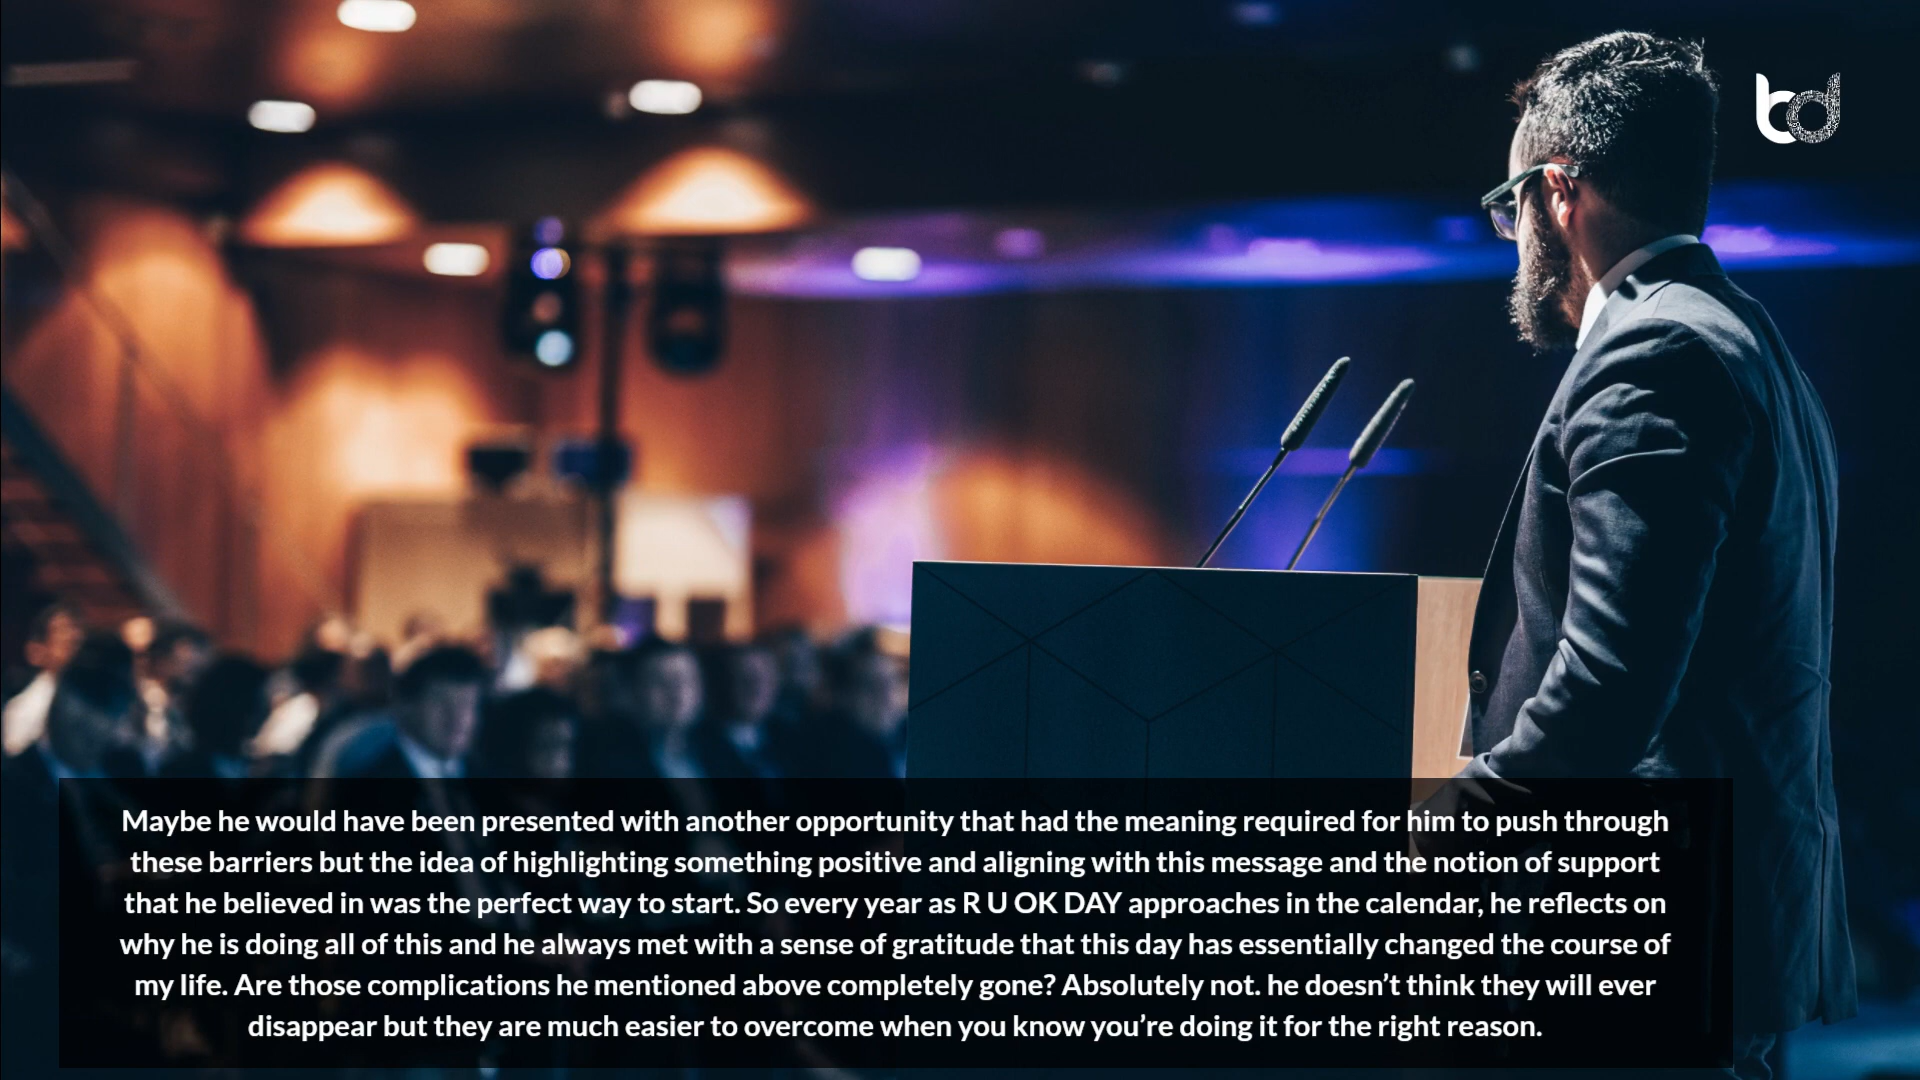 bd
Maybe he would have been presented with another opportunity that had the meaning required for him to push through
these barriers but the idea of highlighting something positive and aligning with this message and the notion of support
that he believed in was the perfect way to start. So every year as R U OK DAY approaches in the calendar, he reflects on
why he is doing all of this and he always met with a sense of gratitude that this day has essentially changed the course of
my life. Are those complications he mentioned above completely gone? Absolutely not. he doesn’t think they will ever
disappear but they are much easier to overcome when you know you’re doing it for the right reason.